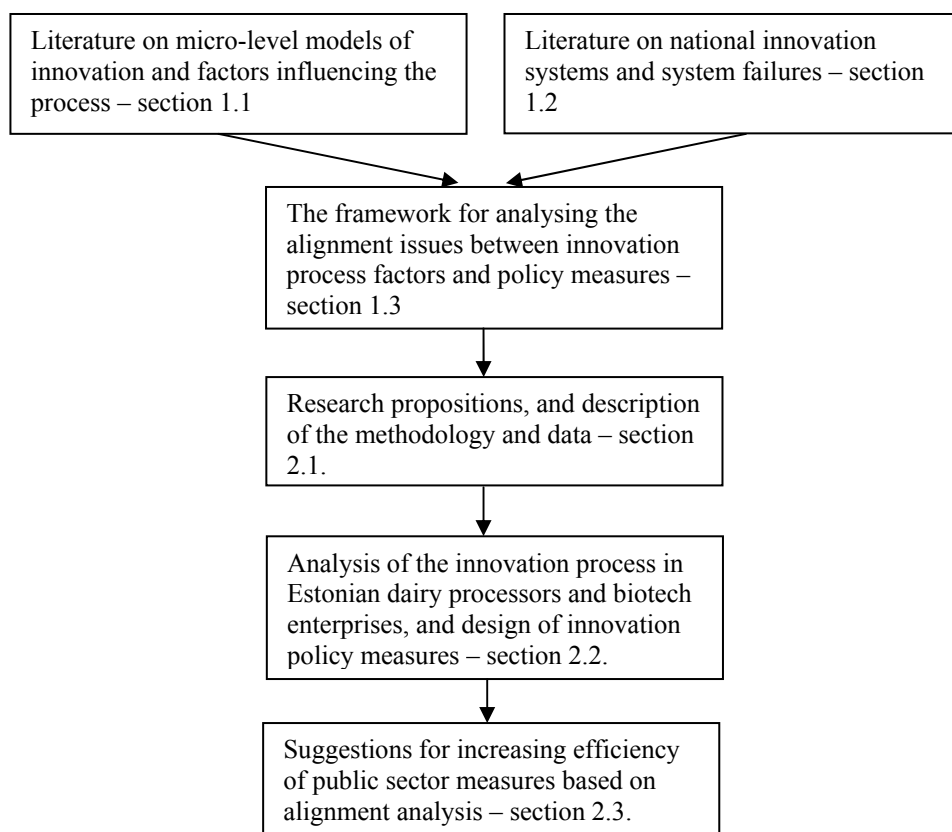 Literature on micro-level models of
innovation and factors influencing the
process – section 1.1
Literature on national innovation
systems and system failures – section
1.2
The framework for analysing the
alignment issues between innovation
process factors and policy measures –
section 1.3
Research propositions, and description
of the methodology and data – section
2.1.
Analysis of the innovation process in
Estonian dairy processors and biotech
enterprises, and design of innovation
policy measures – section 2.2.
Suggestions for increasing efficiency
of public sector measures based on
alignment analysis – section 2.3.